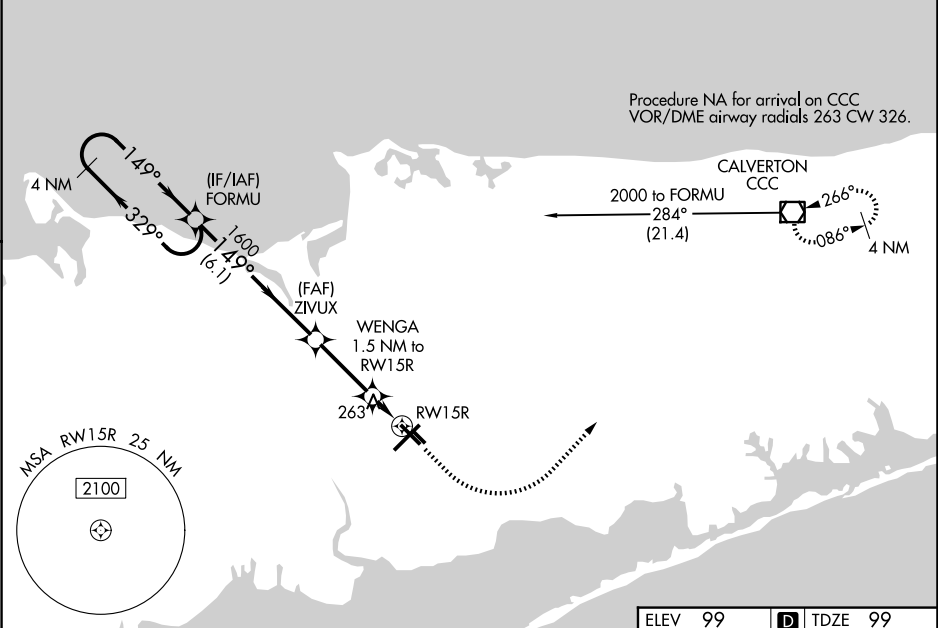 Procedure NA for arrival on CCC
VOR/DME airway radials 263 CW 326.
CALVERTON
CCC
2000 to FORMU
284°
(21.4)
266°
086°
4 NM
149°
4 NM
329°
(IF/IAF)
FORMU
1600
149°
(6.1)
(FAF)
ZIVUX
WENGA
1.5 NM to
RW15R
263
RW15R
MSA RW15R 25 NM
2100
ELEV 99 D TDZE 99